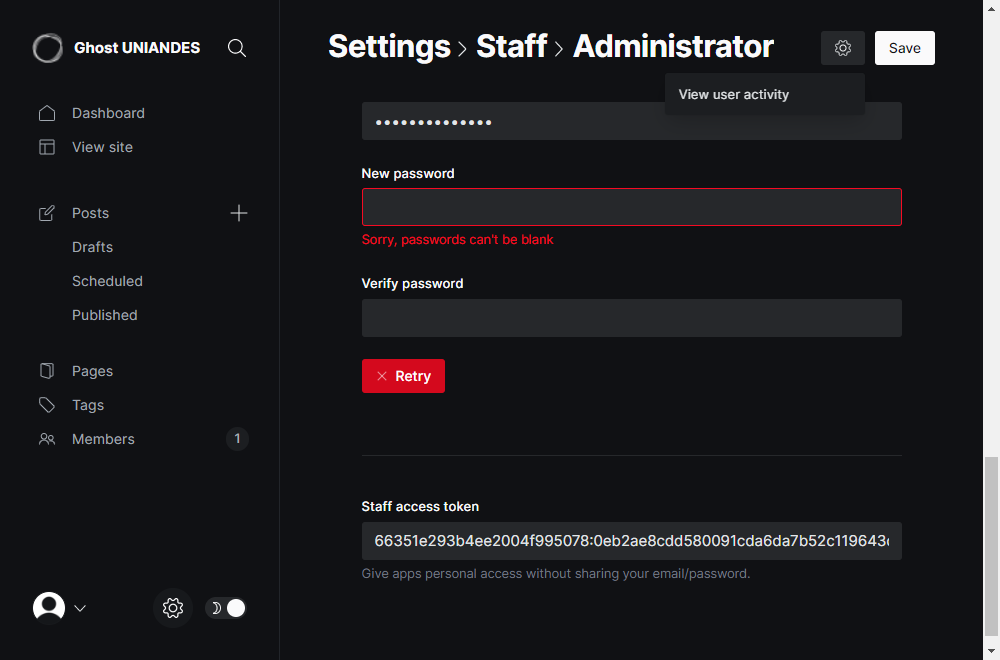 Ghost UNIANDES
Dashboard
View site
Posts
Drafts
Scheduled
Published
Pages
Tags
Members 1
Settings > Staff > Administrator
Save
View user activity
••••••••••••••
New password
Sorry, passwords can't be blank
Verify password
× Retry
Staff access token
66351e293b4ee2004f995078:0eb2ae8cdd580091cda6da7b52c119643
Give apps personal access without sharing your email/password.